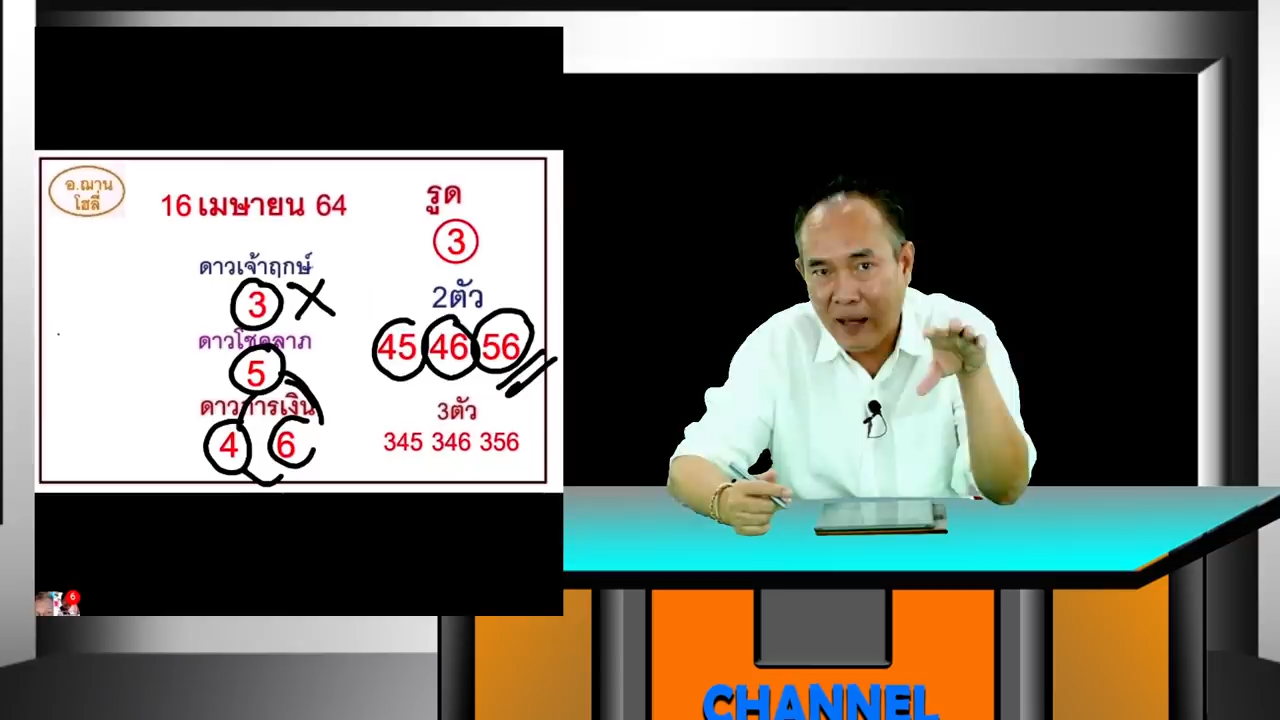 อ.ฌาน
โฮลี่
16 เมษายน 64
ดาวเจ้าฤกษ์
3
ดาวโชคลาภ
5
ดาวการเงิน
4 6
รูด
3
2ตัว
45 46 56
3ตัว
345 346 356
6
CHANNEL